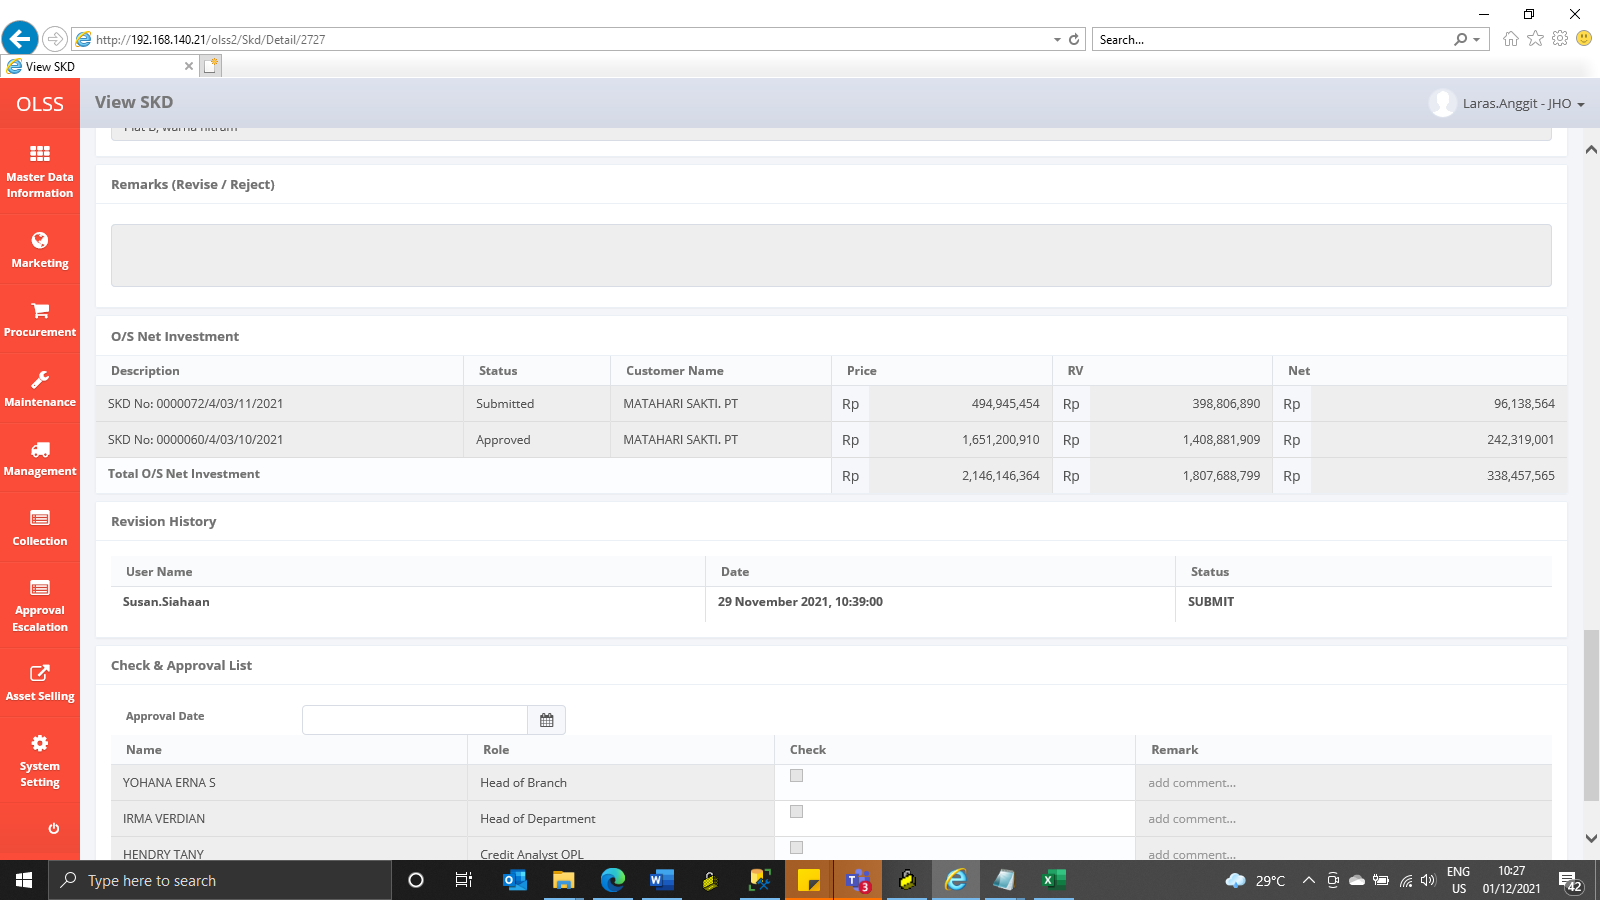 http://192.168.140.21/olss2/Skd/Detail/2727
Search...
View SKD
OLSS
View SKD
Laras.Anggit - JHO
Master Data
Information
Marketing
Procurement
Maintenance
Management
Collection
Approval
Escalation
Asset Selling
System
Setting
Plat B, warna hitram
Remarks (Revise / Reject)
O/S Net Investment
Description Status Customer Name Price RV Net
SKD No: 0000072/4/03/11/2021 Submitted MATAHARI SAKTI. PT Rp 494,945,454 Rp 398,806,890 Rp 96,138,564
SKD No: 0000060/4/03/10/2021 Approved MATAHARI SAKTI. PT Rp 1,651,200,910 Rp 1,408,881,909 Rp 242,319,001
Total O/S Net Investment Rp 2,146,146,364 Rp 1,807,688,799 Rp 338,457,565
Revision History
User Name Date Status
Susan.Siahaan 29 November 2021, 10:39:00 SUBMIT
Check & Approval List
Approval Date
Name Role Check Remark
YOHANA ERNA S Head of Branch add comment...
IRMA VERDIAN Head of Department add comment...
HENDRY TANY Credit Analyst OPL add comment...
Type here to search
3
29°C
ENG
US
10:27
01/12/2021
42